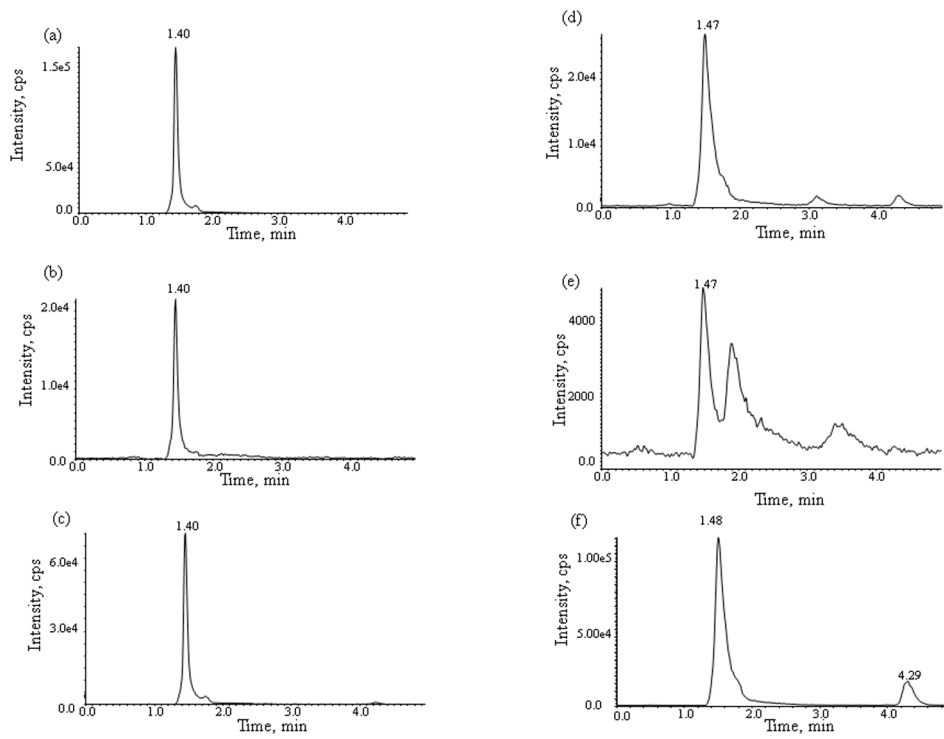 (a)
1.40
1.5e5
5.0e4
0.0
Intensity, cps
0.0 1.0 2.0 3.0 4.0
Time, min
(b)
1.40
2.0e4
1.0e4
0.0
Intensity, cps
0.0 1.0 2.0 3.0 4.0
Time, min
(c)
1.40
6.0e4
3.0e4
0.0
Intensity, cps
0.0 1.0 2.0 3.0 4.0
Time, min
(d)
1.47
2.0e4
1.0e4
0.0
Intensity, cps
0.0 1.0 2.0 3.0 4.0
Time, min
(e)
1.47
4000
2000
0.0
Intensity, cps
0.0 1.0 2.0 3.0 4.0
Time, min
(f)
1.48
1.00e5
5.00e4
0.0
Intensity, cps
4.29
0.0 1.0 2.0 3.0 4.0
Time, min